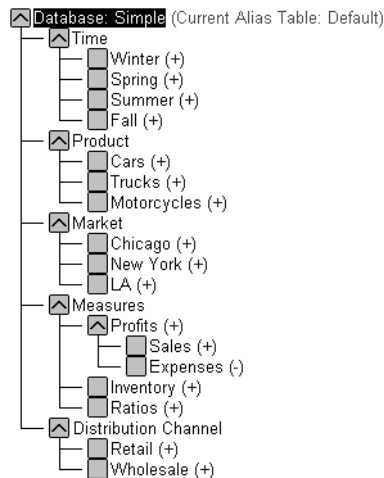 Database: Simple (Current Alias Table: Default)
Time
Winter (+)
Spring (+)
Summer (+)
Fall (+)
Product
Cars (+)
Trucks (+)
Motorcycles (+)
Market
Chicago (+)
New York (+)
LA (+)
Measures
Profits (+)
Sales (+)
Expenses (-)
Inventory (+)
Ratios (+)
Distribution Channel
Retail (+)
Wholesale (+)